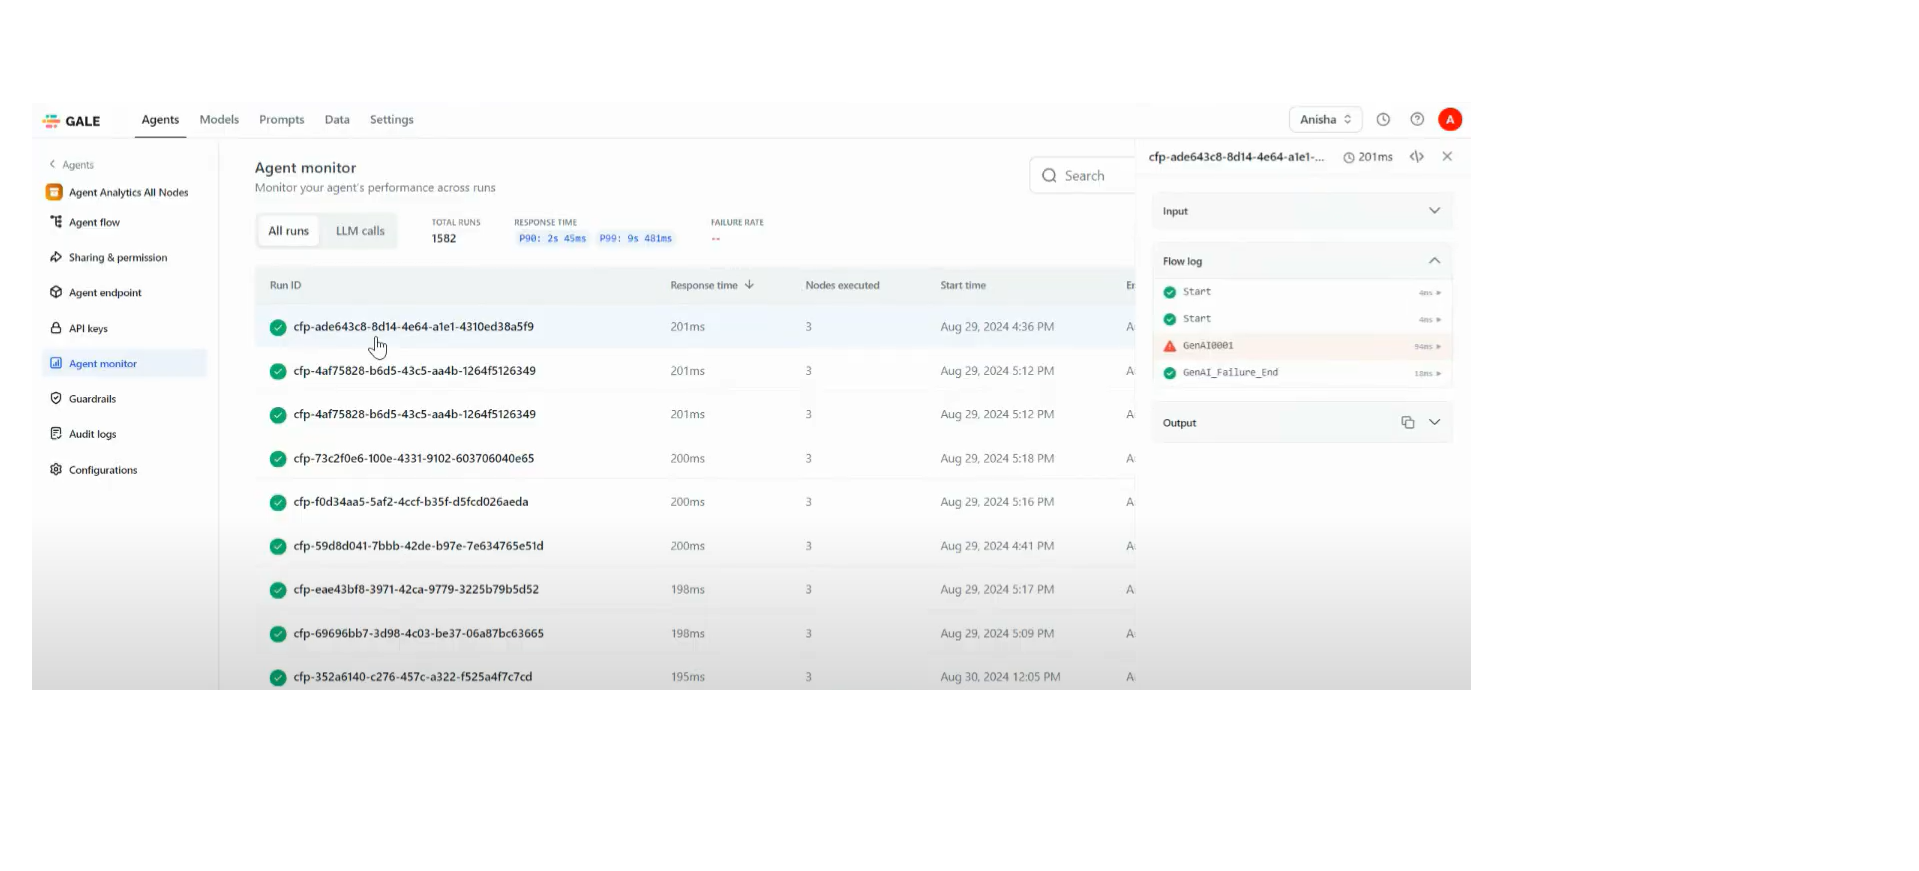 GALE Agents Models Prompts Data Settings Anisha A
Agents
Agent Analytics All Nodes
Agent flow
Sharing & permission
Agent endpoint
API keys
Agent monitor
Guardrails
Audit logs
Configurations
Agent monitor
Monitor your agent's performance across runs
Search
All runs LLM calls
TOTAL RUNS
1582
RESPONSE TIME
P90: 2s 45ms P99: 9s 481ms
FAILURE RATE
--
Run ID Response time Nodes executed Start time
cfp-ade643c8-8d14-4e64-a1e1-4310ed38a5f9 201ms 3 Aug 29, 2024 4:36 PM
cfp-4af75828-b6d5-43c5-aa4b-1264f5126349 201ms 3 Aug 29, 2024 5:12 PM
cfp-4af75828-b6d5-43c5-aa4b-1264f5126349 201ms 3 Aug 29, 2024 5:12 PM
cfp-73c2f0e6-100e-4331-9102-603706040e65 200ms 3 Aug 29, 2024 5:18 PM
cfp-f0d34aa5-5af2-4ccf-b35f-d5fcd026aeda 200ms 3 Aug 29, 2024 5:16 PM
cfp-59d8d041-7bbb-42de-b97e-7e634765e51d 200ms 3 Aug 29, 2024 4:41 PM
cfp-eae43bf8-3971-42ca-9779-3225b79b5d52 198ms 3 Aug 29, 2024 5:17 PM
cfp-69696bb7-3d98-4c03-be37-06a87bc63665 198ms 3 Aug 29, 2024 5:09 PM
cfp-352a6140-c276-457c-a322-f525a4f7c7cd 195ms 3 Aug 30, 2024 12:05 PM
cfp-ade643c8-8d14-4e64-a1e1-... 201ms
Input
Flow log
Start 4ms
Start 4ms
GenAI0001 94ms
GenAI_Failure_End 18ms
Output